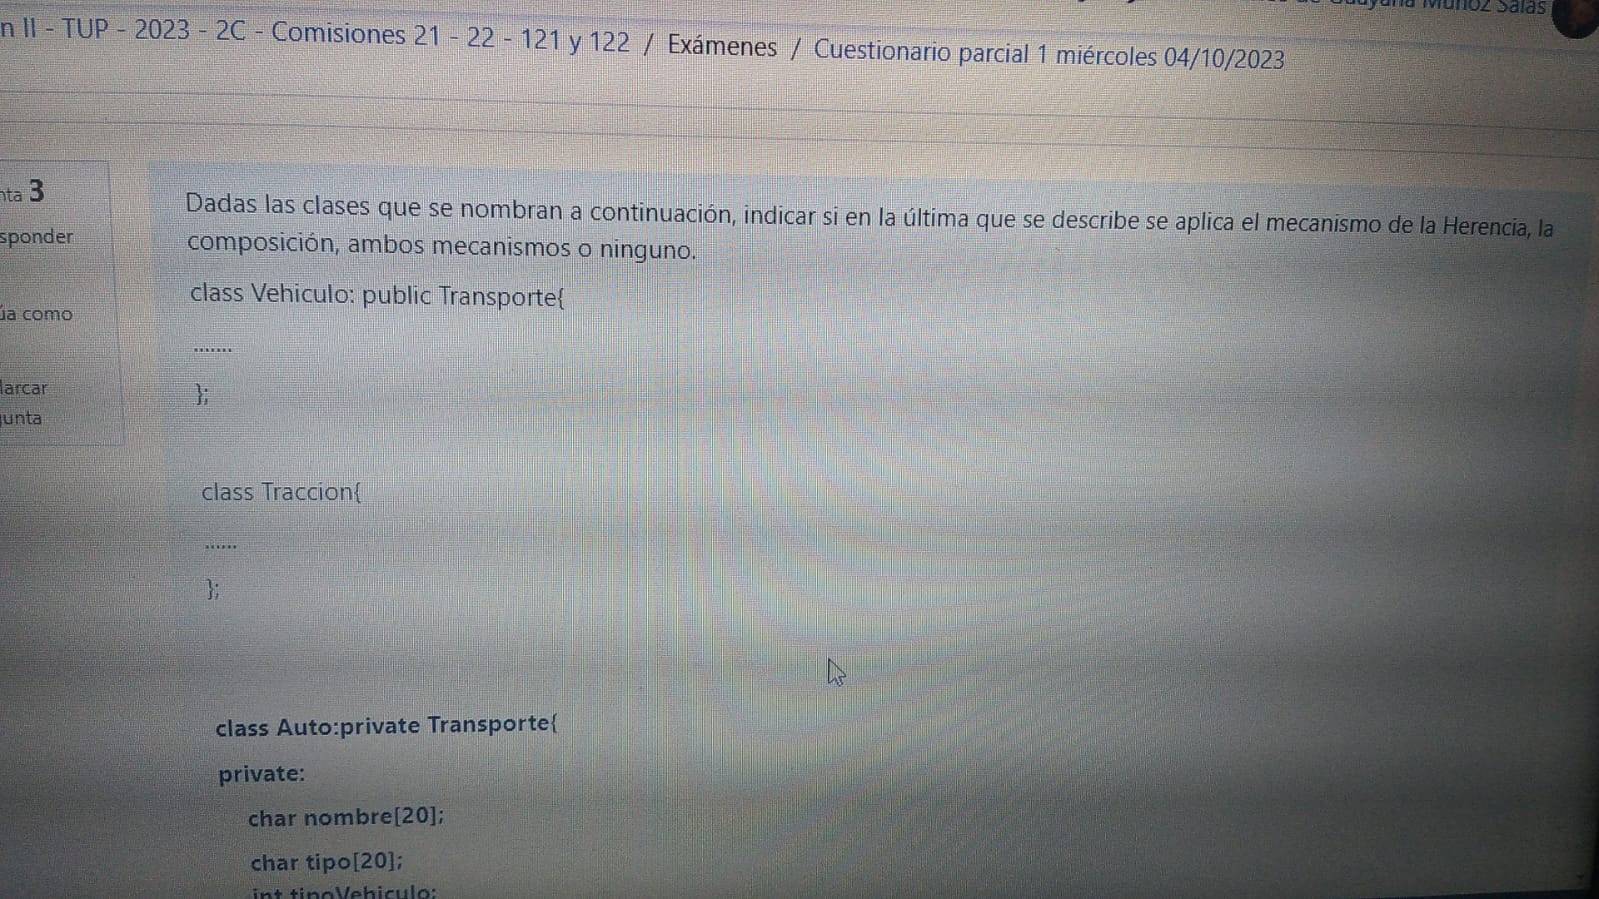 n II - TUP - 2023 - 2C - Comisiones 21 - 22 - 121 y 122 / Exámenes / Cuestionario parcial 1 miércoles 04/10/2023
Muñoz Salas
nta 3
sponder
úa como
larcar
gunta
Dadas las clases que se nombran a continuación, indicar si en la última que se describe se aplica el mecanismo de la Herencia, la
composición, ambos mecanismos o ninguno.
class Vehiculo: public Transporte{
.......
};
class Traccion{
......
};
class Auto:private Transporte{
private:
char nombre[20];
char tipo[20];
int tipoVehiculo;